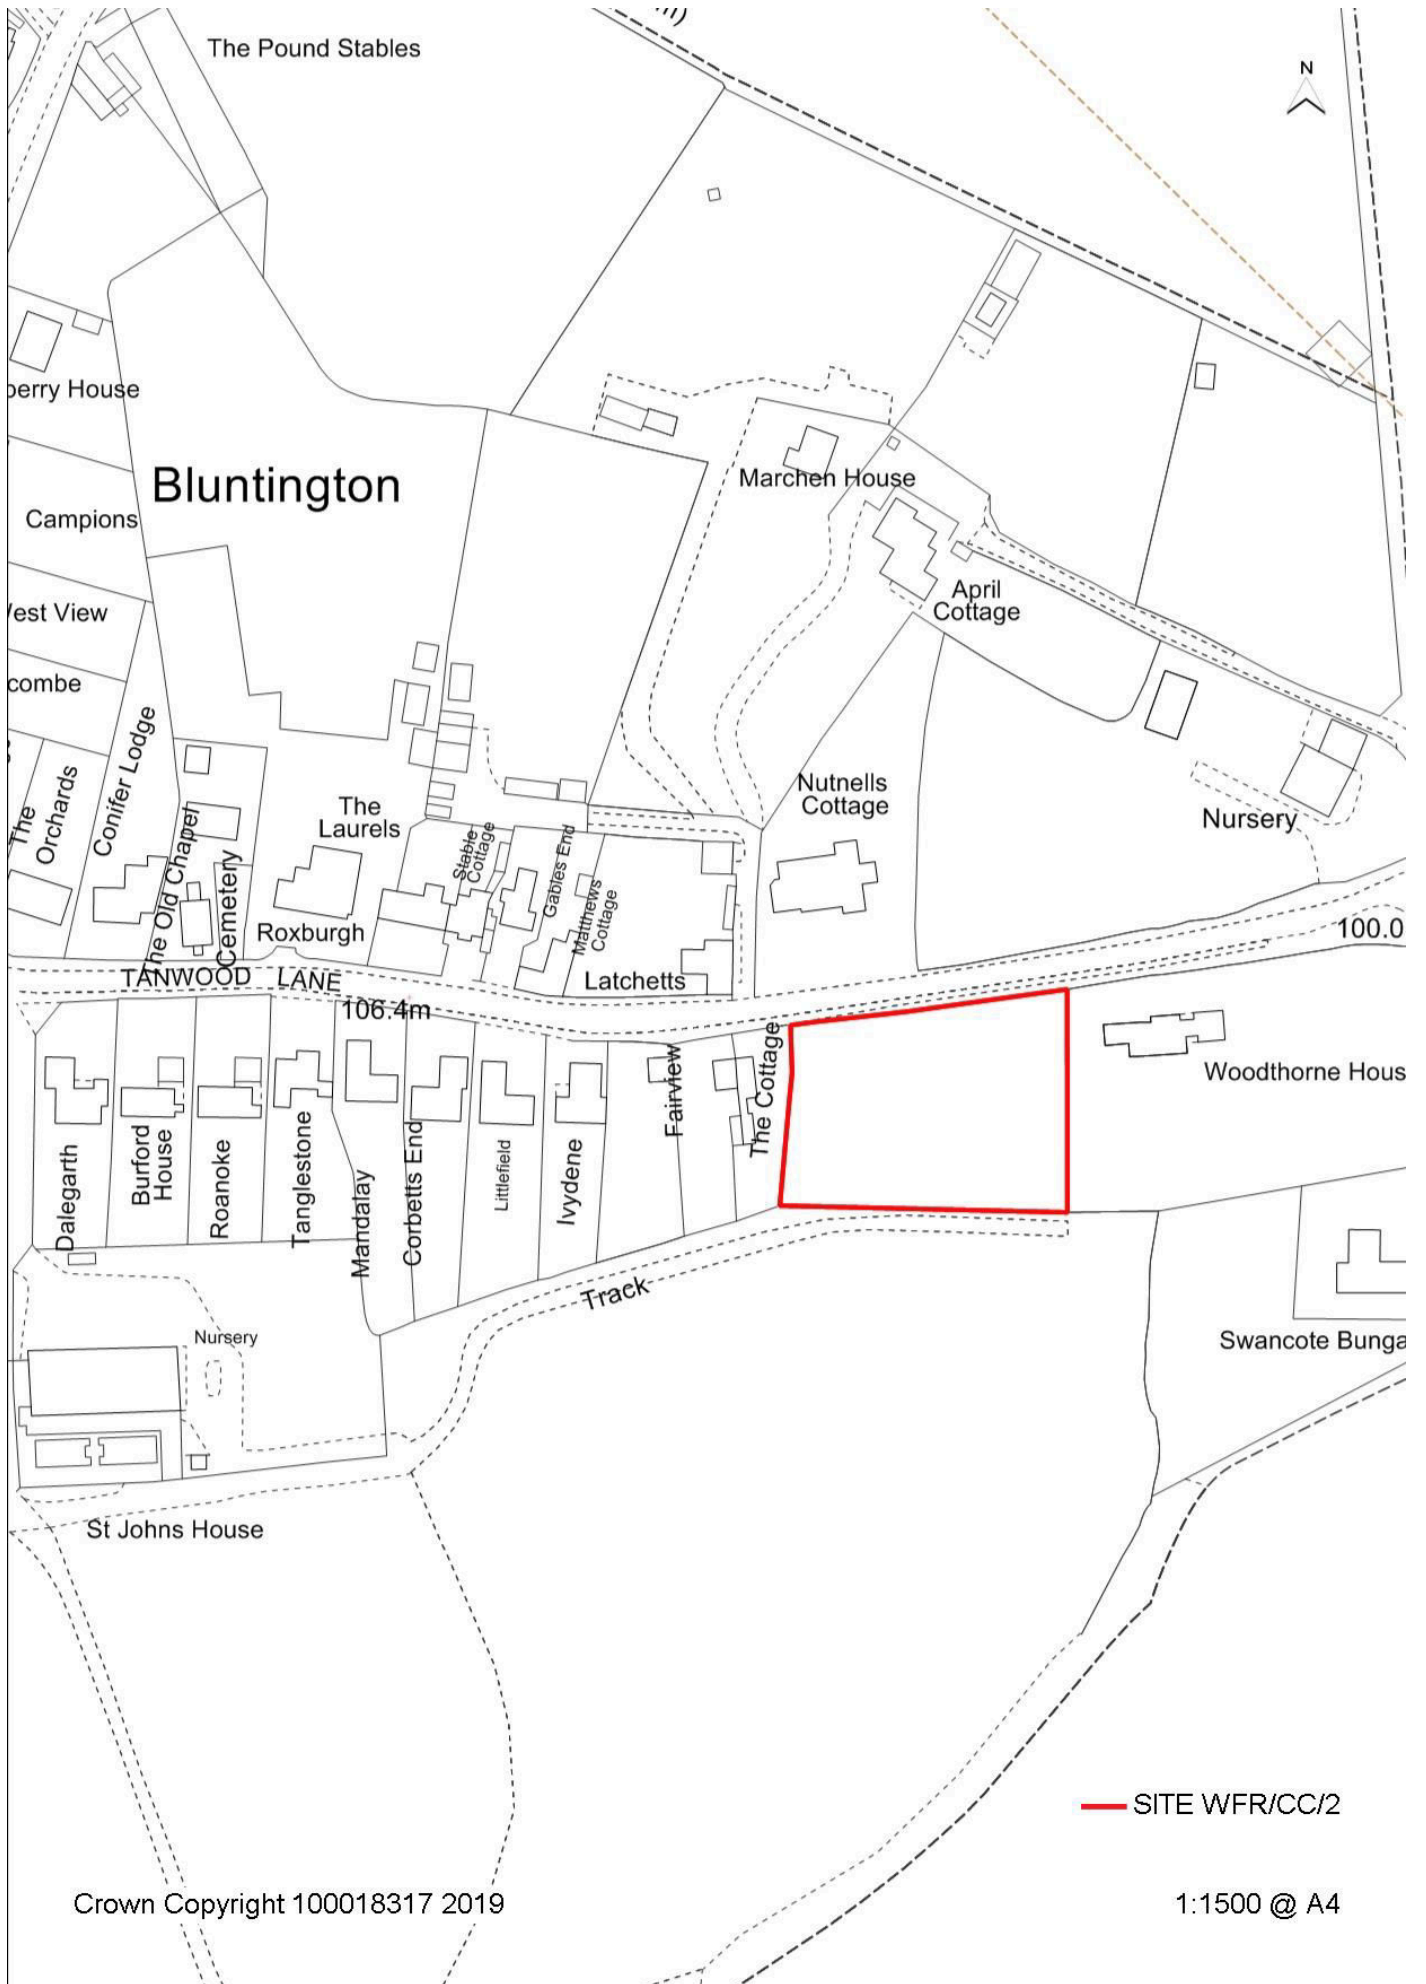 The Pound Stables
N
berry House
Marchen House
Bluntington
Campions
April
Cottage
West View
combe
Conifer Lodge
The
Orchards
Nutnells
Cottage
The
Laurels
Nursery
Stable
Cottage
Gables End
Matthews
Cottage
The Old Chapel
Cemetery
Roxburgh
100.0
TANWOOD LANE
Latchetts
106.4m
The Cottage
Fairview
Woodthorne Hous
Dalegarth
Burford
House
Roanoke
Tanglestone
Mandalay
Corbetts End
Littlefield
Ivydene
Track
Nursery
Swancote Bunga
St Johns House
SITE WFR/CC/2
Crown Copyright 100018317 2019
1:1500 @ A4